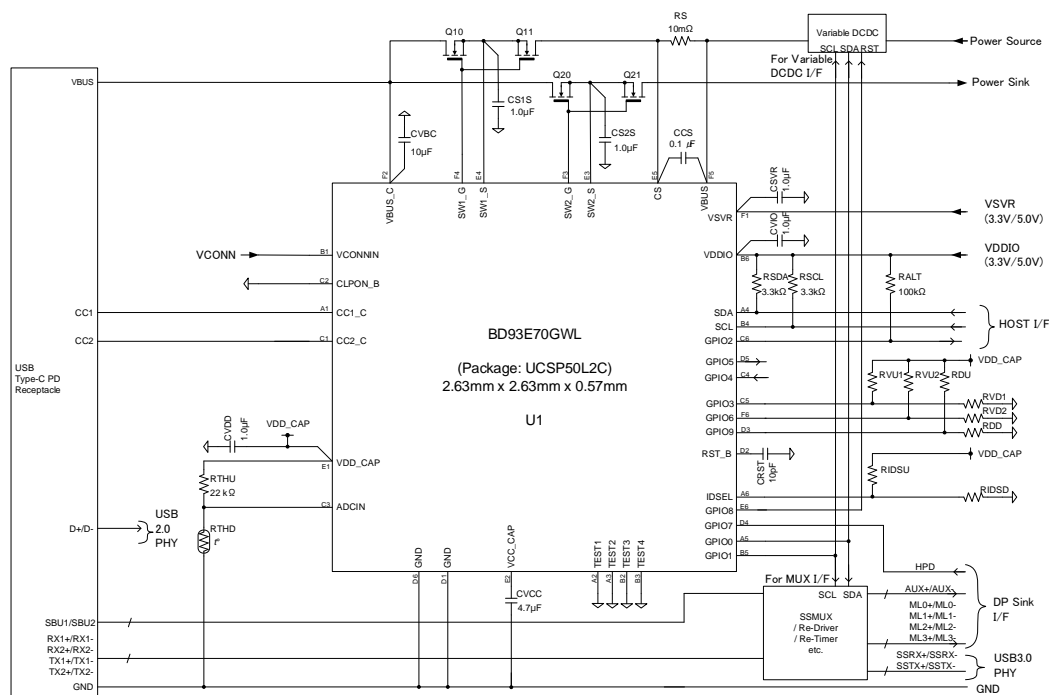 Q10
Q11
RS
10mΩ
Variable DCDC
SCL SDA RST
Power Source
For Variable
DCDC I/F
VBUS
Q20
Q21
Power Sink
CS1S
1.0μF
CVBC
10μF
CS2S
1.0μF
CCS
0.1 μF
F2
F4
E4
F3
E3
E5
F5
VBUS_C
SW1_G
SW1_S
SW2_G
SW2_S
CS
VBUS
CSVR
1.0μF
VSVR
F1
VSVR
(3.3V/5.0V)
CVIO
1.0μF
VCONN
B1
VCONNIN
VDDIO
B6
VDDIO
(3.3V/5.0V)
C2
CLPON_B
RSDA
3.3kΩ
RSCL
3.3kΩ
RALT
100kΩ
CC1
A1
CC1_C
SDA
A4
SCL
B4
HOST I/F
CC2
C1
CC2_C
GPIO2
C6
BD93E70GWL
(Package: UCSP50L2C)
2.63mm x 2.63mm x 0.57mm
U1
USB
Type-C PD
Receptacle
GPIO5
D5
GPIO4
C4
VDD_CAP
RVU1
RVU2
RDU
GPIO3
C5
RVD1
GPIO6
F6
RVD2
GPIO9
D3
RDD
CVDD
1.0μF
VDD_CAP
VDD_CAP
E1
RST_B
D2
CRST
10pF
VDD_CAP
RTHU
22 kΩ
RIDSU
IDSEL
A6
RIDSD
C3
ADCIN
GPIO8
E6
GPIO7
D4
D+/D-
USB
2.0
PHY
RTHD
t°
GPIO0
A5
GPIO1
B5
GND
GND
VCC_CAP
TEST1
TEST2
TEST3
TEST4
D6
D1
E2
A2
A3
B2
B3
CVCC
4.7μF
For MUX I/F
HPD
SCL SDA
AUX+/AUX-
SSMUX
/ Re-Driver
/ Re-Timer
etc.
ML0+/ML0-
ML1+/ML1-
ML2+/ML2-
ML3+/ML3-
DP Sink
I/F
SBU1/SBU2
RX1+/RX1-
RX2+/RX2-
TX1+/TX1-
TX2+/TX2-
SSRX+/SSRX-
SSTX+/SSTX-
USB3.0
PHY
GND
GND